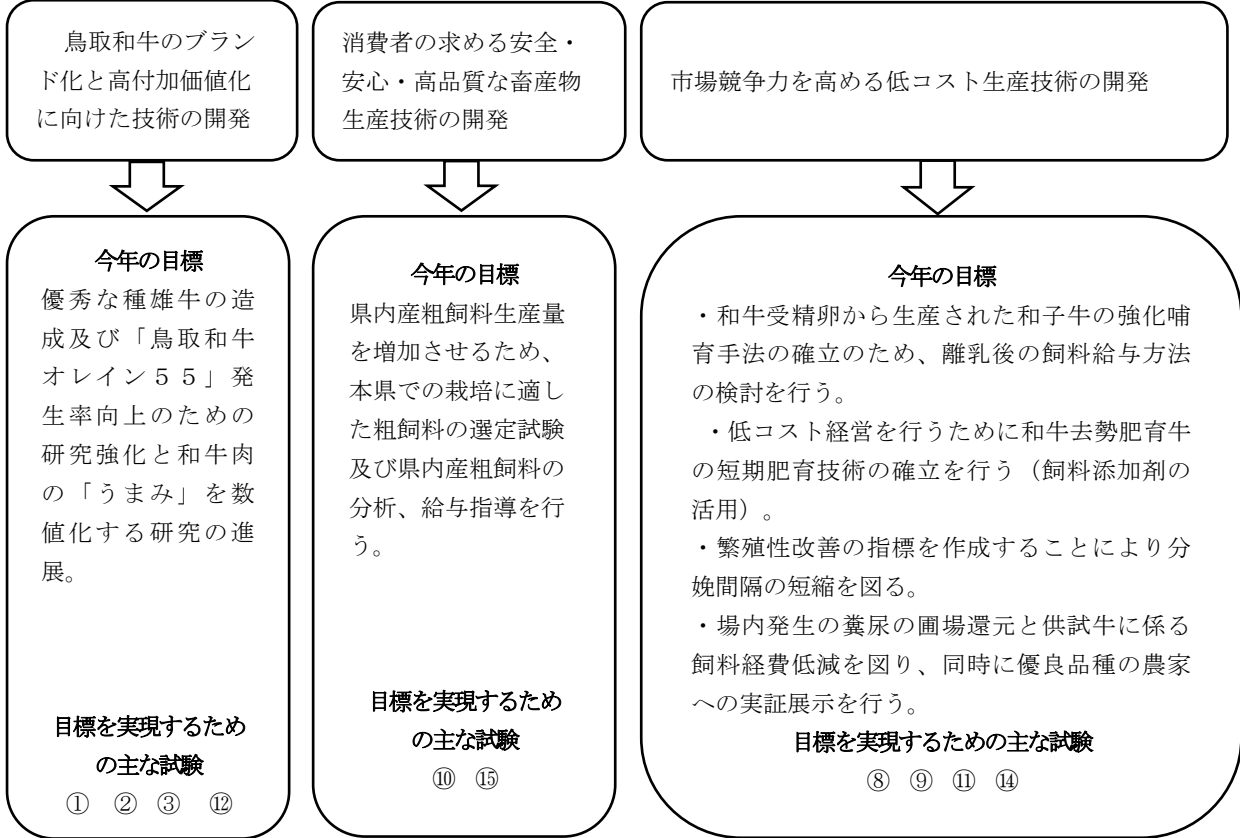 鳥取和牛のブラン
ド化と高付加価値化
に向けた技術の開発
消費者の求める安全・
安心・高品質な畜産物
生産技術の開発
市場競争力を高める低コスト生産技術の開発
今年の目標
優秀な種雄牛の造
成及び「鳥取和牛
オレイン５５」発
生率向上のための
研究強化と和牛肉
の「うまみ」を数
値化する研究の進
展。
目標を実現するため
の主な試験
① ② ③ ⑫
今年の目標
県内産粗飼料生産量
を増加させるため、
本県での栽培に適し
た粗飼料の選定試験
及び県内産粗飼料の
分析、給与指導を行
う。
目標を実現するため
の主な試験
⑩ ⑮
今年の目標
・和牛受精卵から生産された和子牛の強化哺
育手法の確立のため、離乳後の飼料給与方法
の検討を行う。
・低コスト経営を行うために和牛去勢肥育牛
の短期肥育技術の確立を行う（飼料添加剤の
活用）。
・繁殖性改善の指標を作成することにより分
娩間隔の短縮を図る。
・場内発生の糞尿の圃場還元と供試牛に係る
飼料経費低減を図り、同時に優良品種の農家
への実証展示を行う。
目標を実現するための主な試験
⑧ ⑨ ⑪ ⑭